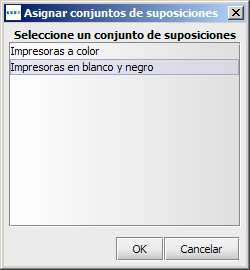 Asignar conjuntos de suposiciones
Seleccione un conjunto de suposiciones
Impresoras a color
Impresoras en blanco y negro
OK
Cancelar